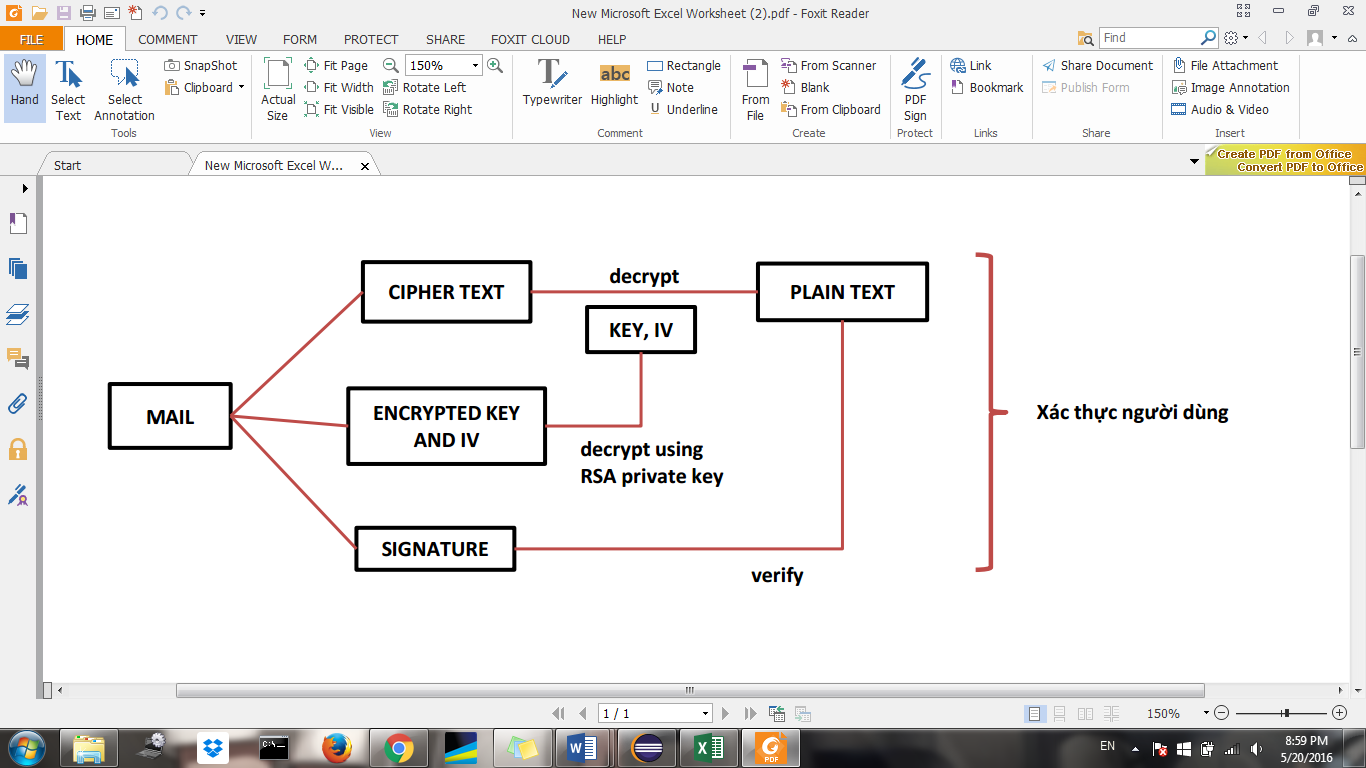 New Microsoft Excel Worksheet (2).pdf - Foxit Reader
FILE HOME COMMENT VIEW FORM PROTECT SHARE FOXIT CLOUD HELP
Find
Hand
Select
Text
Select
Annotation
SnapShot
Clipboard
Tools
Actual
Size
Fit Page
Fit Width
Fit Visible
150%
Rotate Left
Rotate Right
View
Typewriter
abc
Highlight
Rectangle
Note
Underline
Comment
From
File
From Scanner
Blank
From Clipboard
Create
PDF
Sign
Protect
Link
Bookmark
Links
Share Document
Publish Form
Share
File Attachment
Image Annotation
Audio & Video
Insert
Start
New Microsoft Excel W...
Create PDF from Office
Convert PDF to Office
CIPHER TEXT
decrypt
PLAIN TEXT
KEY, IV
MAIL
ENCRYPTED KEY
AND IV
decrypt using
RSA private key
SIGNATURE
verify
Xác thực người dùng
1 / 1
150%
C:\
PDF
EN
8:59 PM
5/20/2016